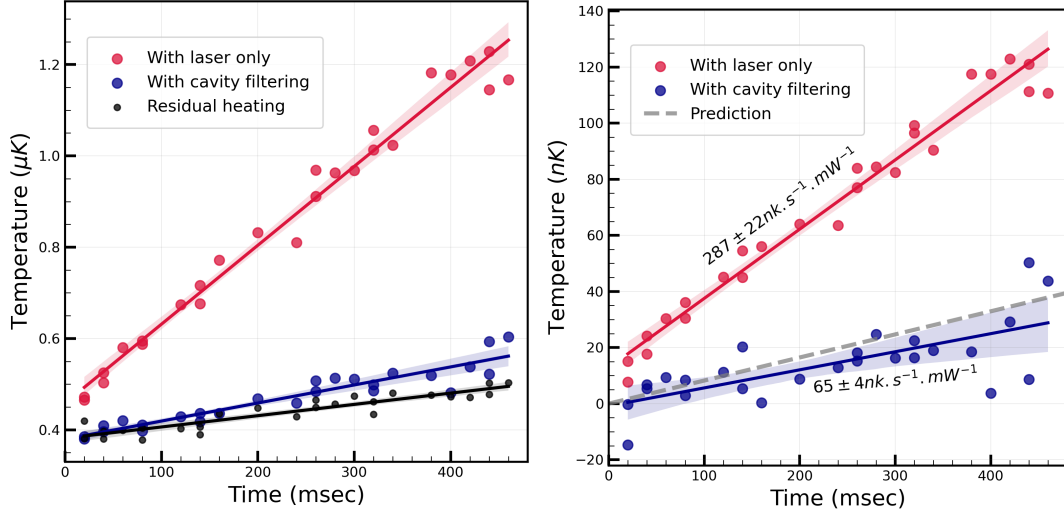 With laser only
With cavity filtering
Residual heating
1.2
1.0
0.8
0.6
0.4
0
100
200
300
400
Temperature (μK)
Time (msec)
With laser only
With cavity filtering
Prediction
287 ± 22nk.s⁻¹.mW⁻¹
65 ± 4nk.s⁻¹.mW⁻¹
140
120
100
80
60
40
20
0
−20
0
100
200
300
400
Temperature (nK)
Time (msec)